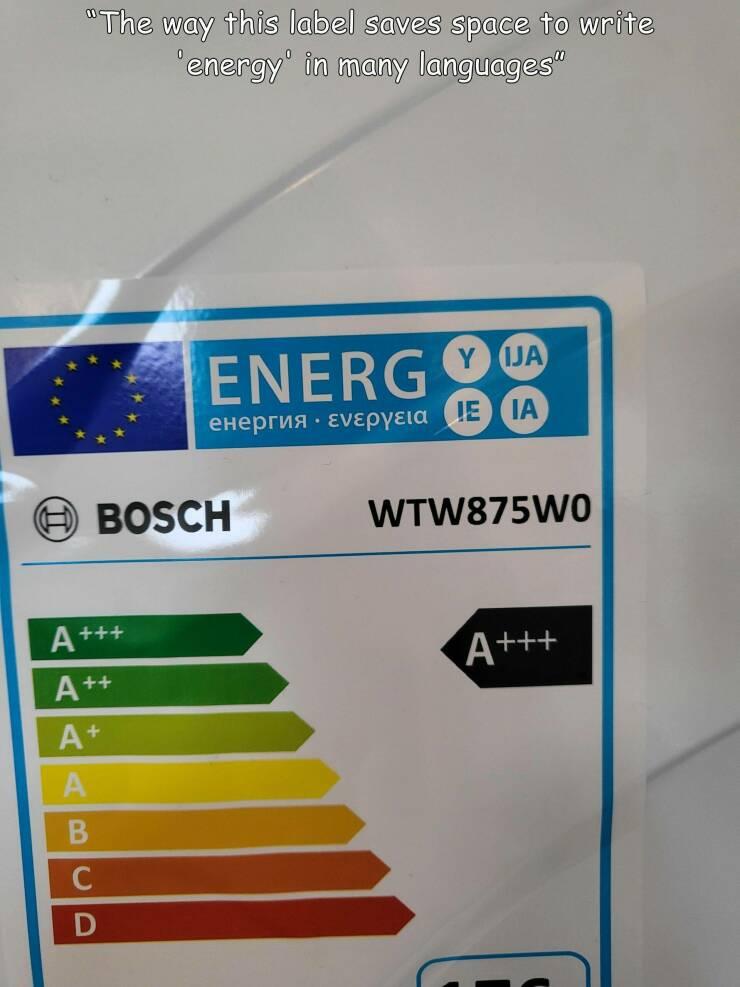 “The way this label saves space to write
'energy' in many languages”
ENERG Y IJA
енергия · ενεργεια IE IA
BOSCH WTW875W0
A+++ A+++
A++
A+
A
B
C
D